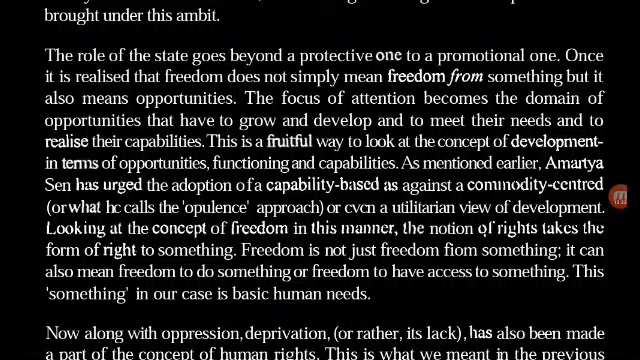 brought under this ambit.
The role of the state goes beyond a protective one to a promotional one. Once
it is realised that freedom does not simply mean freedom from something but it
also means opportunities. The focus of attention becomes the domain of
opportunities that have to grow and develop and to meet their needs and to
realise their capabilities. This is a fruitful way to look at the concept of development-
in terms of opportunities, functioning and capabilities. As mentioned earlier, Amartya
Sen has urged the adoption ofa capability-based as against a commodity-centred
(or what hc calls the 'opulence' approach) or cvcn a utilitarian view of development.
Looking at the concept of freedom in this manner, the notion of rights takes the
form of right to something. Freedom is not just freedom fiom something; it can
also mean freedom to do something or freedom to have access to something. This
'something' in our case is basic human needs.
Now along with oppression, deprivation, (or rather, its lack), has also been made
a part of the concept of human rights. This is what we meant in the previous